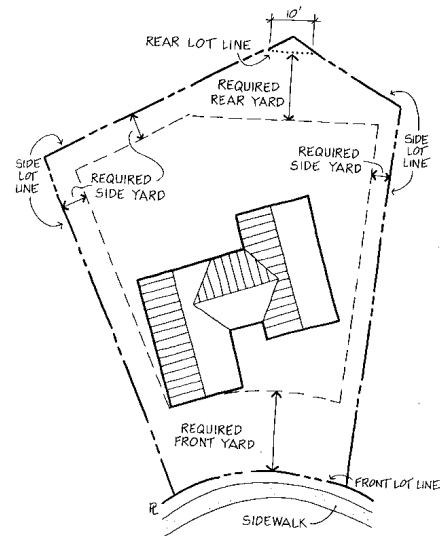 10'
REAR LOT LINE
REQUIRED
REAR YARD
SIDE
LOT
LINE
REQUIRED
SIDE YARD
REQUIRED
SIDE YARD
SIDE
LOT
LINE
REQUIRED
FRONT YARD
FRONT LOT LINE
PL
SIDEWALK